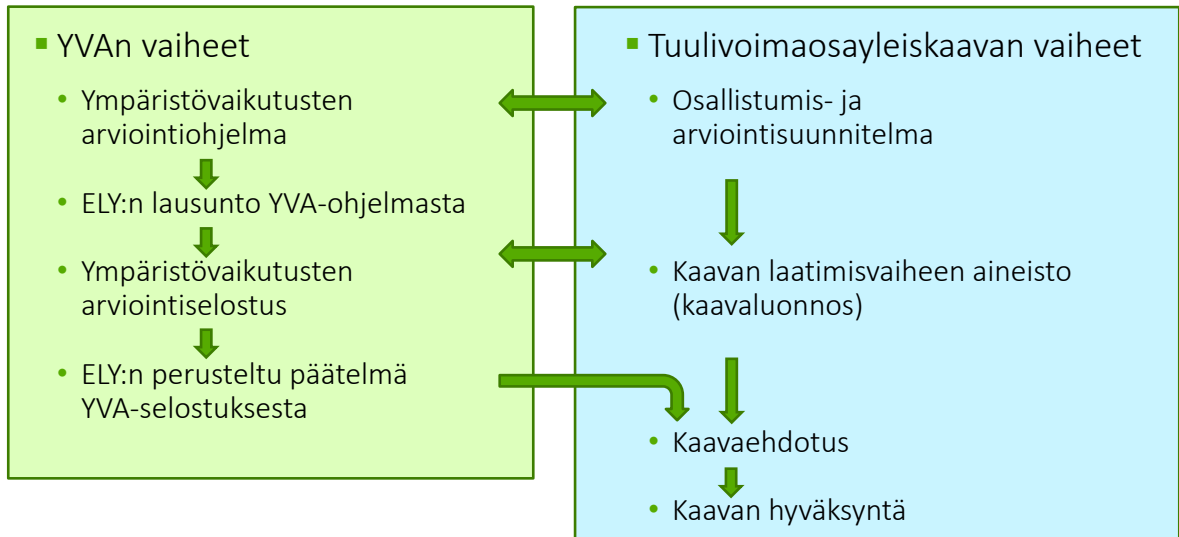 YVAn vaiheet
Ympäristövaikutusten
arviointiohjelma
ELY:n lausunto YVA-ohjelmasta
Ympäristövaikutusten
arviointiselostus
ELY:n perusteltu päätelmä
YVA-selostuksesta
Tuulivoimaosayleiskaavan vaiheet
Osallistumis- ja
arviointisuunnitelma
Kaavan laatimisvaiheen aineisto
(kaavaluonnos)
Kaavaehdotus
Kaavan hyväksyntä